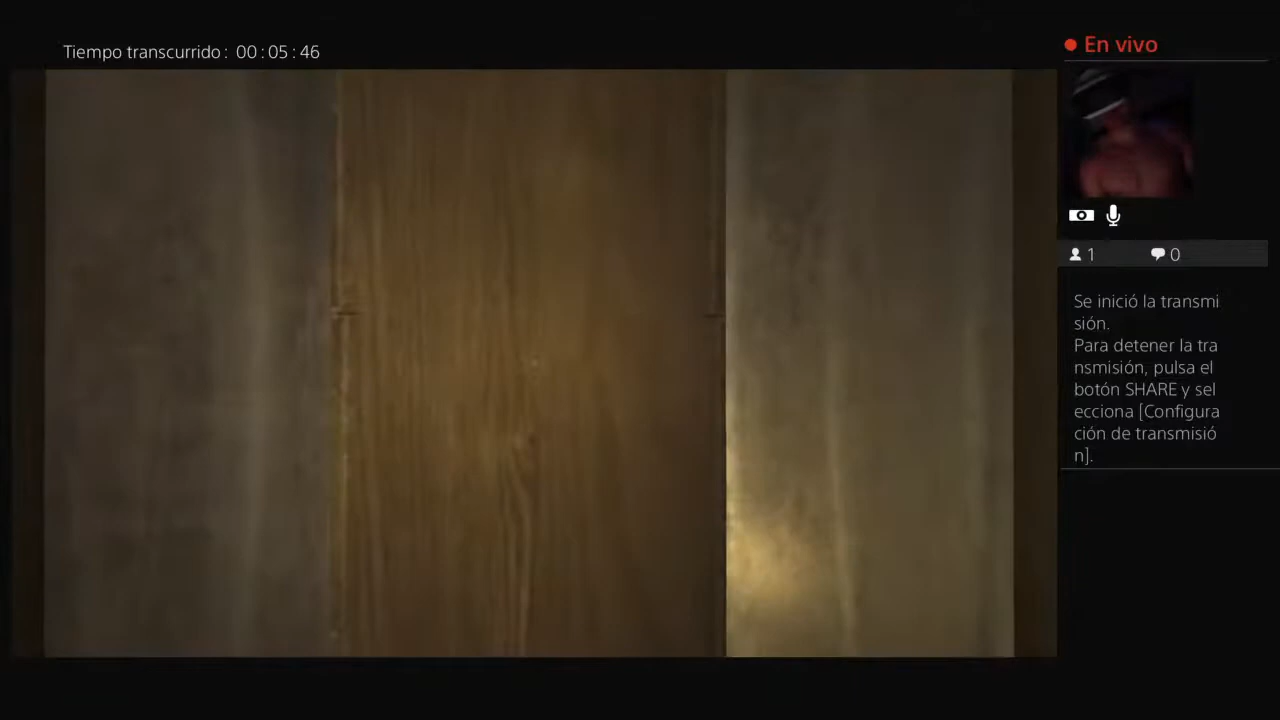 Tiempo transcurrido: 00:05:46
En vivo
1 0
Se inició la transmi
sión.
Para detener la tra
nsmisión, pulsa el
botón SHARE y sel
ecciona [Configura
ción de transmisió
n].